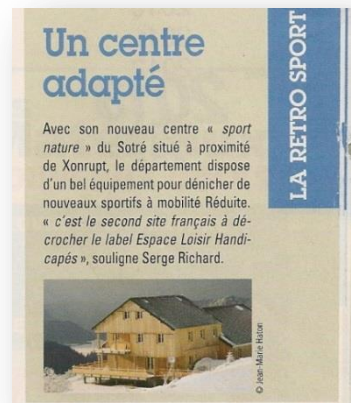 Un centre
adapté
Avec son nouveau centre « sport
nature » du Sotré situé à proximité
de Xonrupt, le département dispose
d'un bel équipement pour dénicher de
nouveaux sportifs à mobilité Réduite.
« c'est le second site français à dé-
crocher le label Espace Loisir Handi-
capés », souligne Serge Richard.
© Jean-Marie Haton
LA RETRO SPORT